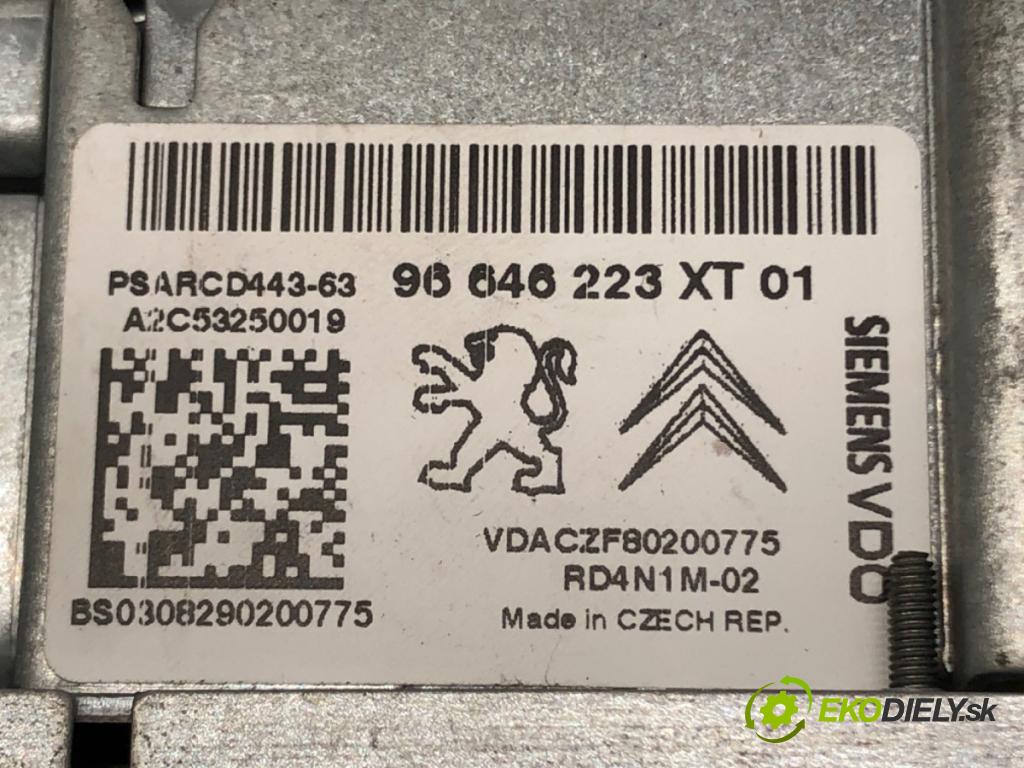 PSARCD443-63
96 646 223 XT 01
A2C53250019
SIEMENS VDO
VDACZF80200775
RD4N1M-02
BS0308290200775
Made in CZECH REP.
EKODIELY.sk